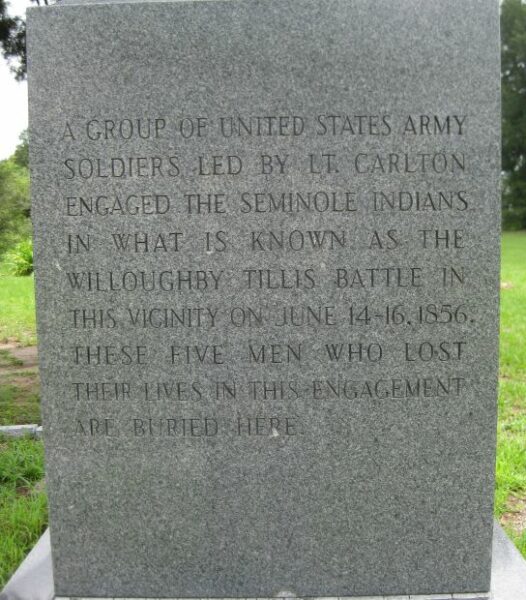 A GROUP OF UNITED STATES ARMY
SOLDIERS LED BY LT. CARLTON
ENGAGED THE SEMINOLE INDIANS
IN WHAT IS KNOWN AS THE
WILLOUGHBY TILLIS BATTLE IN
THIS VICINITY ON JUNE 14-16, 1856.
THESE FIVE MEN WHO LOST
THEIR LIVES IN THIS ENGAGEMENT
ARE BURIED HERE.